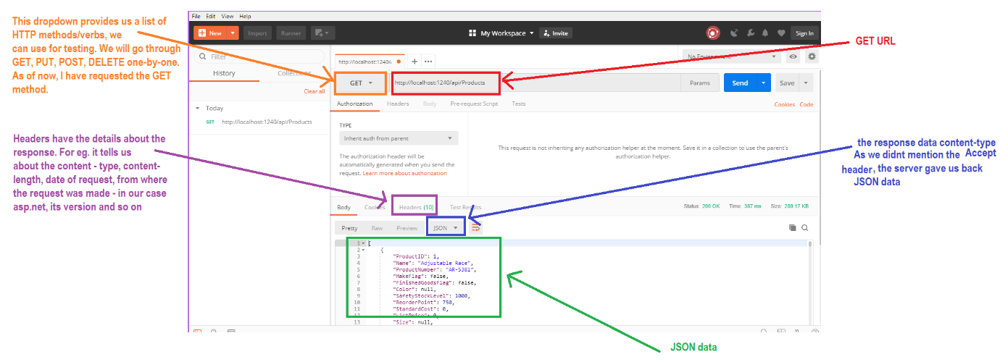 This dropdown provides us a list of
HTTP methods/verbs, we
can use for testing. We will go through
GET, PUT, POST, DELETE one-by-one.
As of now, I have requested the GET
method.
Headers have the details about the
response. For eg. it tells us
about the content - type, content-
length, date of request, from where
the request was made - in our case
asp.net, its version and so on
File Edit View Help
New Import Runner My Workspace Invite Sign In
Filter
History Collections
Clear all
Today
GET http://localhost:1240/api/Products
http://localhost:1240/ No Environment
GET http://localhost:1240/api/Products Params Send Save
Authorization Headers Body Pre-request Script Tests Cookies Code
TYPE
Inherit auth from parent
The authorization header will be
automatically generated when you send the
request. Learn more about authorization
This request is not inheriting any authorization helper at the moment. Save it in a collection to use the parent's
authorization helper.
Body Cookies Headers (10) Test Results Status: 200 OK Time: 387 ms Size: 289.17 KB
Pretty Raw Preview JSON
1 [
2 {
3 "ProductID": 1,
4 "Name": "Adjustable Race",
5 "ProductNumber": "AR-5381",
6 "MakeFlag": false,
7 "FinishedGoodsFlag": false,
8 "Color": null,
9 "SafetyStockLevel": 1000,
10 "ReorderPoint": 750,
11 "StandardCost": 0,
12 "ListPrice": 0,
13 "Size": null,
GET URL
the response data content-type
As we didnt mention the Accept
header, the server gave us back
JSON data
JSON data